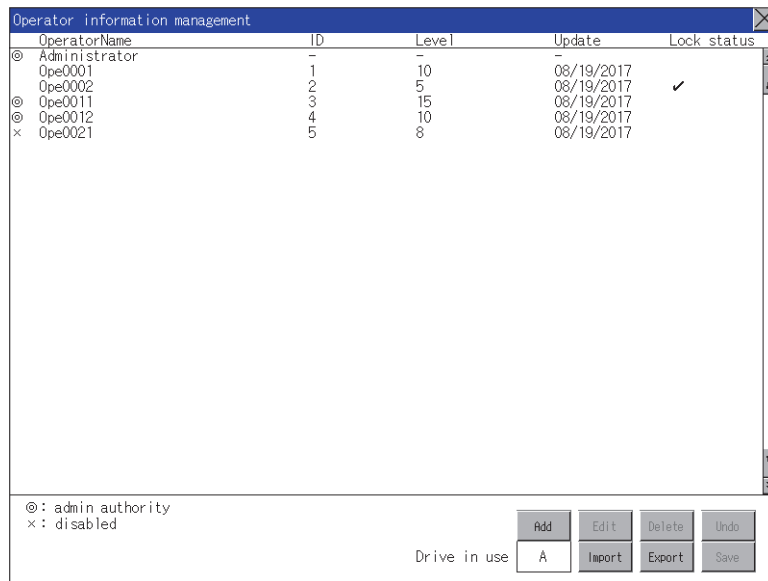 Operator information management
OperatorName ID Level Update Lock status
◎ Administrator - - -
Ope0001 1 10 08/19/2017
Ope0002 2 5 08/19/2017 ✓
◎ Ope0011 3 15 08/19/2017
◎ Ope0012 4 10 08/19/2017
× Ope0021 5 8 08/19/2017
◎: admin authority
×: disabled
Add Edit Delete Undo
Drive in use A Import Export Save